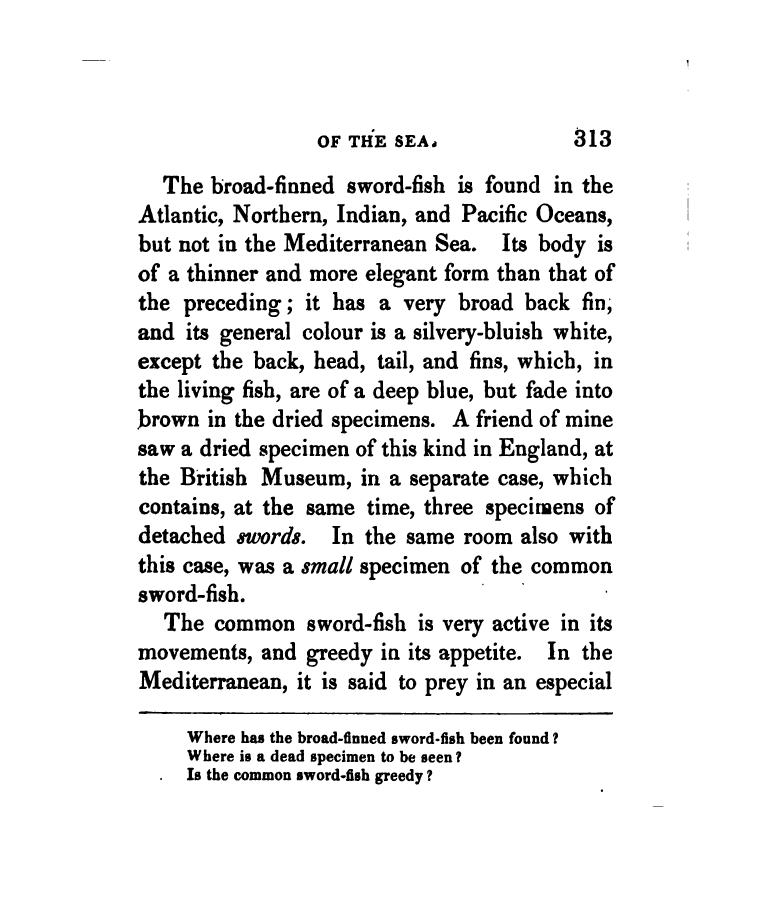 OF THE SEA. 313
The broad-finned sword-fish is found in the
Atlantic, Northern, Indian, and Pacific Oceans,
but not in the Mediterranean Sea. Its body is
of a thinner and more elegant form than that of
the preceding; it has a very broad back fin,
and its general colour is a silvery-bluish white,
except the back, head, tail, and fins, which, in
the living fish, are of a deep blue, but fade into
brown in the dried specimens. A friend of mine
saw a dried specimen of this kind in England, at
the British Museum, in a separate case, which
contains, at the same time, three specimens of
detached swords. In the same room also with
this case, was a small specimen of the common
sword-fish.
The common sword-fish is very active in its
movements, and greedy in its appetite. In the
Mediterranean, it is said to prey in an especial
Where has the broad-finned sword-fish been found?
Where is a dead specimen to be seen?
Is the common sword-fish greedy?